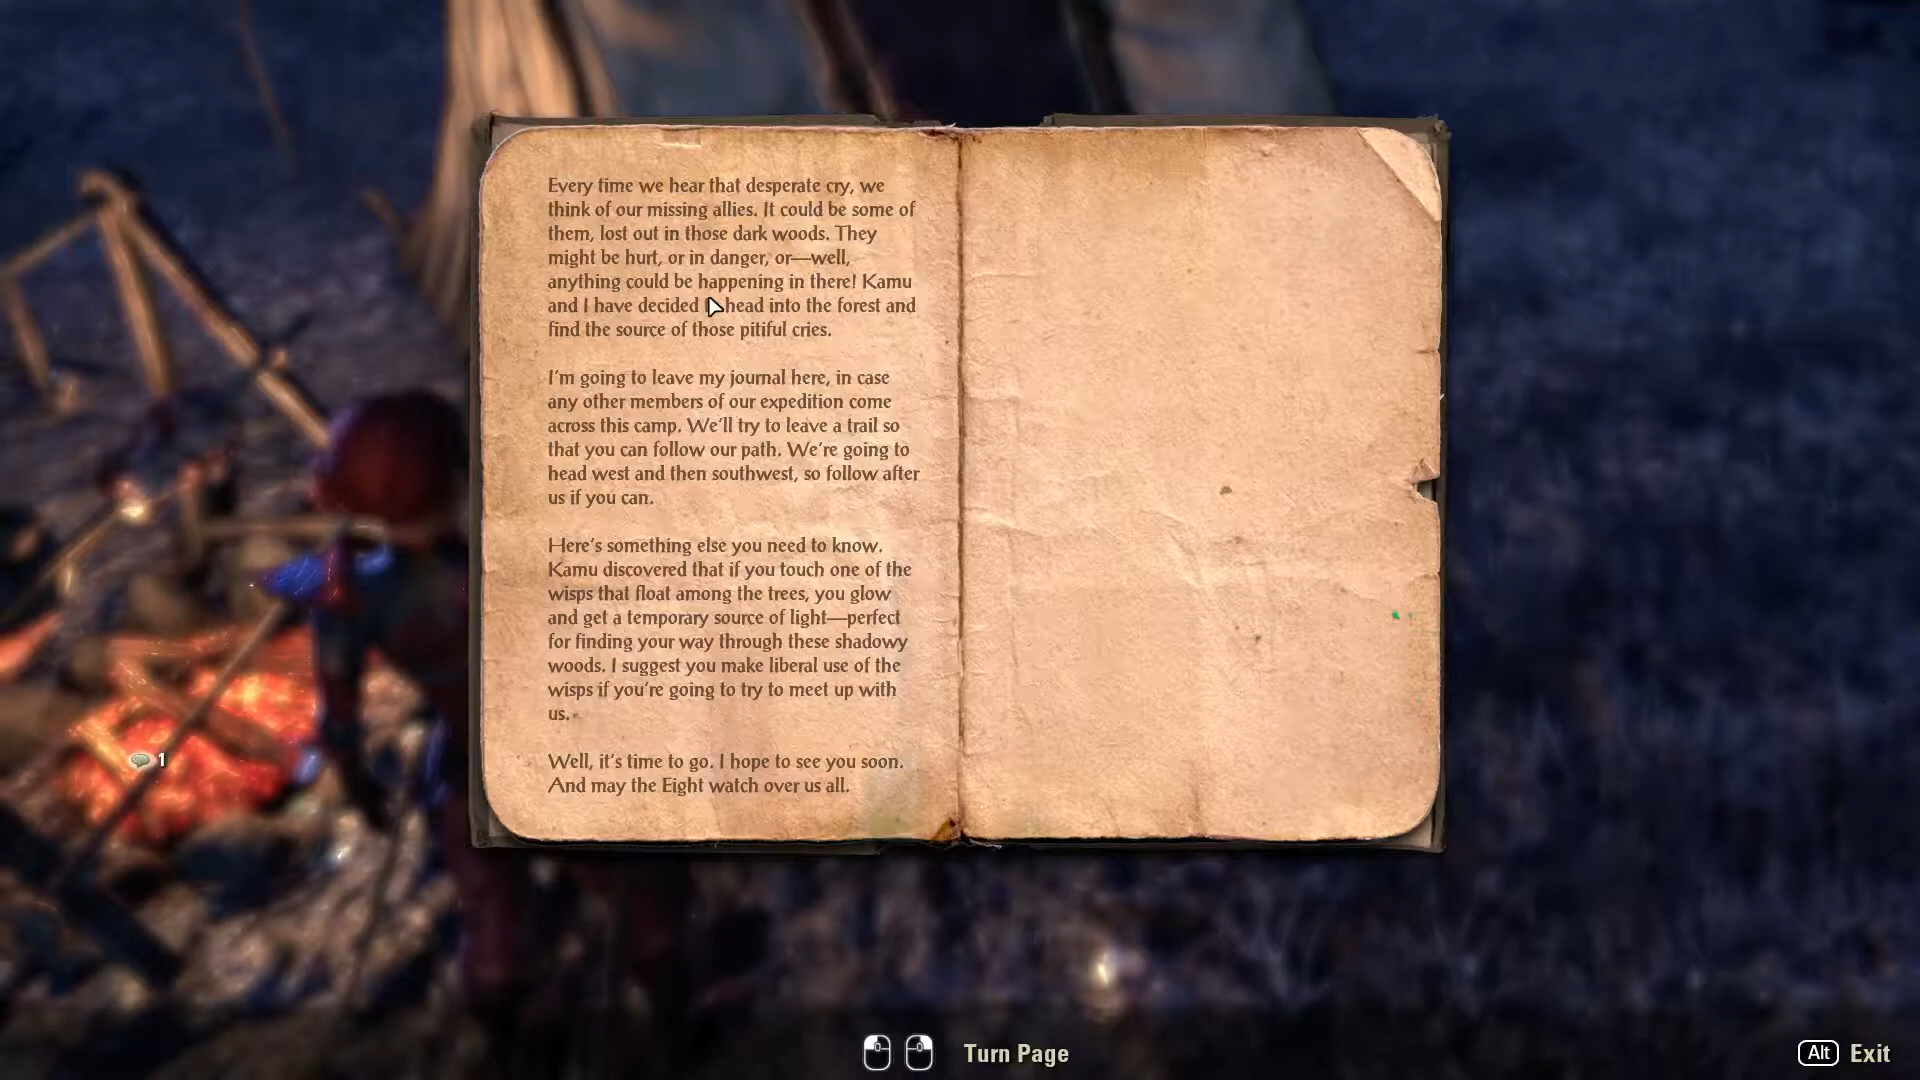 Every time we hear that desperate cry, we
think of our missing allies. It could be some of
them, lost out in those dark woods. They
might be hurt, or in danger, or—well,
anything could be happening in there! Kamu
and I have decided head into the forest and
find the source of those pitiful cries.
I'm going to leave my journal here, in case
any other members of our expedition come
across this camp. We'll try to leave a trail so
that you can follow our path. We're going to
head west and then southwest, so follow after
us if you can.
Here's something else you need to know.
Kamu discovered that if you touch one of the
wisps that float among the trees, you glow
and get a temporary source of light—perfect
for finding your way through these shadowy
woods. I suggest you make liberal use of the
wisps if you're going to try to meet up with
us.
Well, it's time to go. I hope to see you soon.
And may the Eight watch over us all.
1
Turn Page
Alt Exit